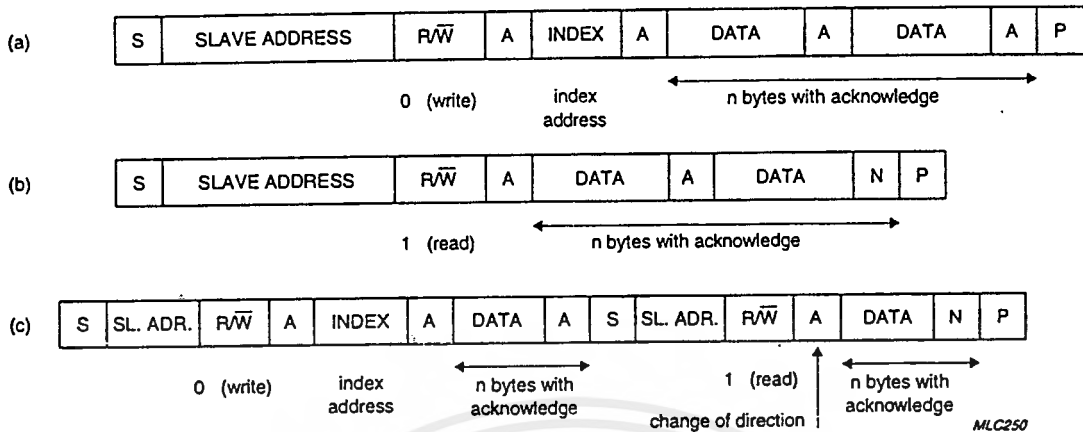 (a) S SLAVE ADDRESS R/W̅ A INDEX A DATA A DATA A P
0 (write) index address n bytes with acknowledge
(b) S SLAVE ADDRESS R/W̅ A DATA A DATA N P
1 (read) n bytes with acknowledge
(c) S SL. ADR. R/W̅ A INDEX A DATA A S SL. ADR. R/W̅ A DATA N P
0 (write) index address n bytes with acknowledge 1 (read) n bytes with acknowledge
change of direction
MLC250